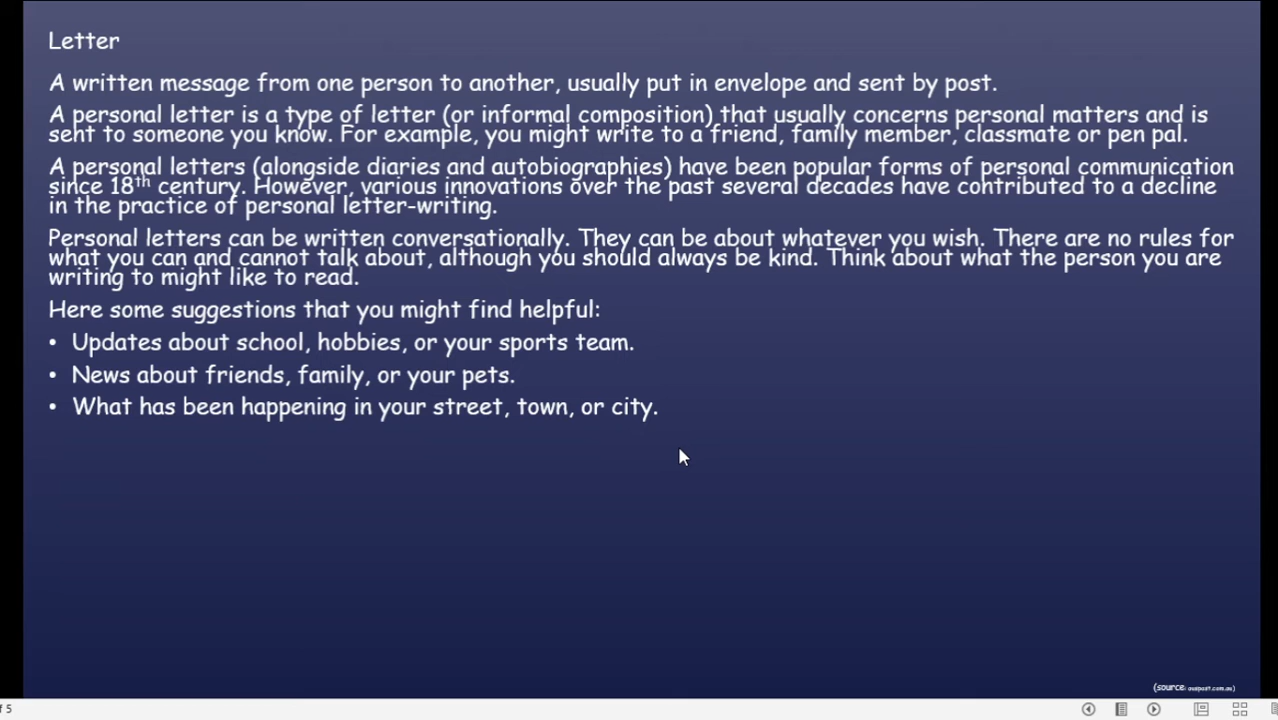 Letter
A written message from one person to another, usually put in envelope and sent by post.
A personal letter is a type of letter (or informal composition) that usually concerns personal matters and is
sent to someone you know. For example, you might write to a friend, family member, classmate or pen pal.
A personal letters (alongside diaries and autobiographies) have been popular forms of personal communication
since 18th century. However, various innovations over the past several decades have contributed to a decline
in the practice of personal letter-writing.
Personal letters can be written conversationally. They can be about whatever you wish. There are no rules for
what you can and cannot talk about, although you should always be kind. Think about what the person you are
writing to might like to read.
Here some suggestions that you might find helpful:
• Updates about school, hobbies, or your sports team.
• News about friends, family, or your pets.
• What has been happening in your street, town, or city.
(source: auspost.com.au)
of 5